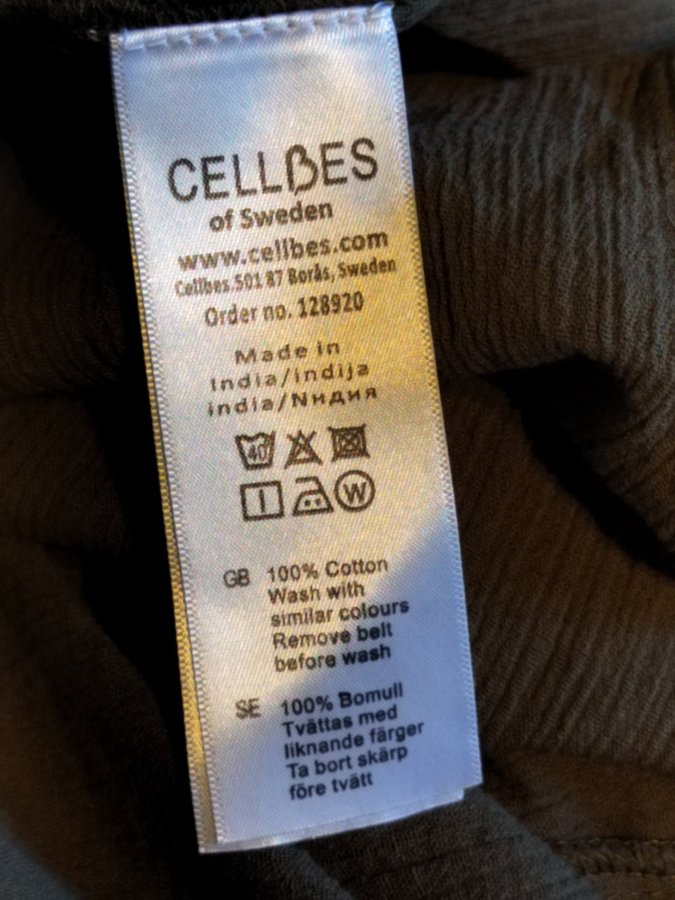 CELLBES
of Sweden
www.cellbes.com
Cellbes.501 87 Borås, Sweden
Order no. 128920
Made in
India/indija
india/Nндия
40
W
GB 100% Cotton
Wash with
similar colours
Remove belt
before wash
SE 100% Bomull
Tvättas med
liknande färger
Ta bort skärp
före tvätt